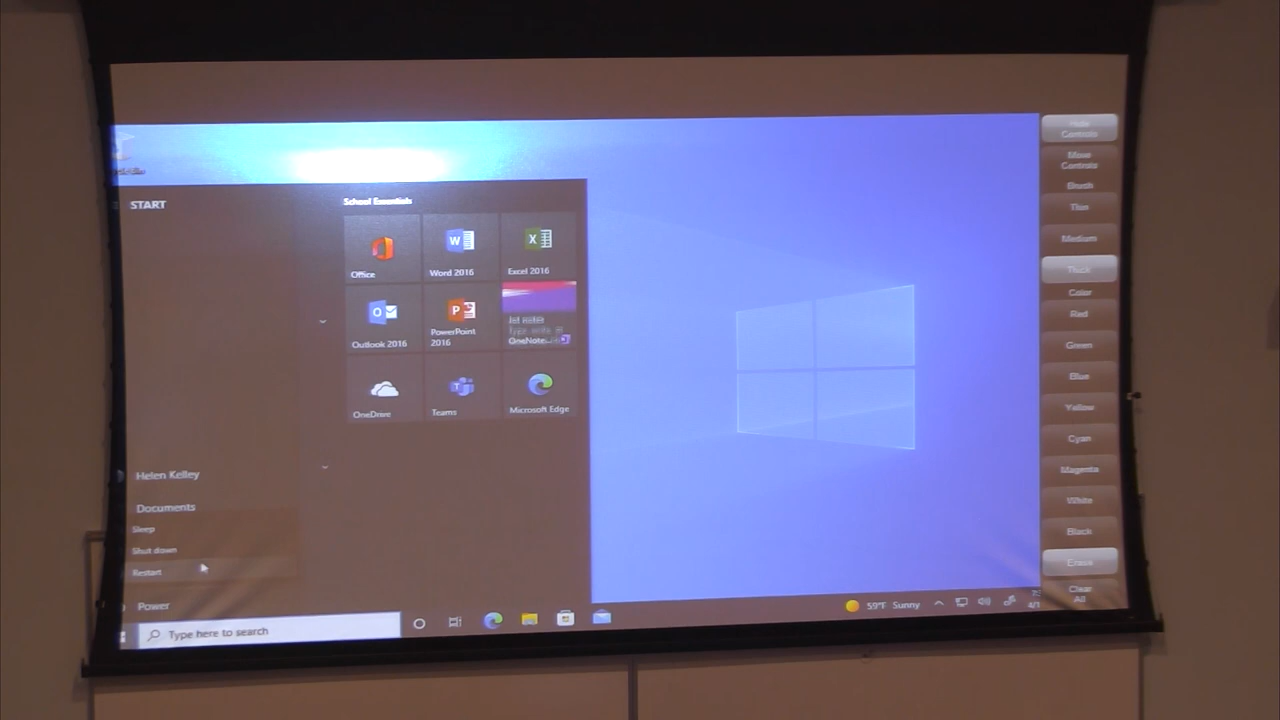 START
School Essentials
Office
Word 2016
Excel 2016
Outlook 2016
PowerPoint
2016
OneNote...
OneDrive
Teams
Microsoft Edge
Helen Kelley
Documents
Sleep
Shut down
Restart
Power
Type here to search
59°F Sunny
Hide
Controls
Move
Controls
Brush
Thin
Medium
Thick
Color
Red
Green
Blue
Yellow
Cyan
Magenta
White
Black
Erase
Clear
All